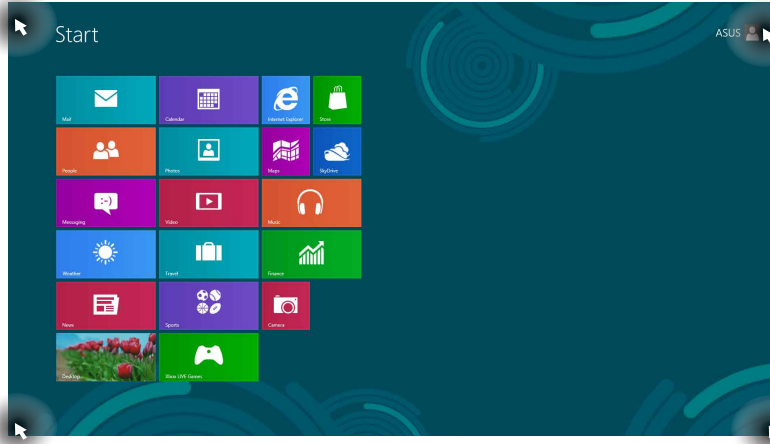 Start
ASUS
Mail
Calendar
Internet Explorer
Store
People
Photos
Maps
SkyDrive
Messaging
:-)
Video
Music
Weather
Travel
Finance
News
Sports
Camera
Desktop
Xbox LIVE Games